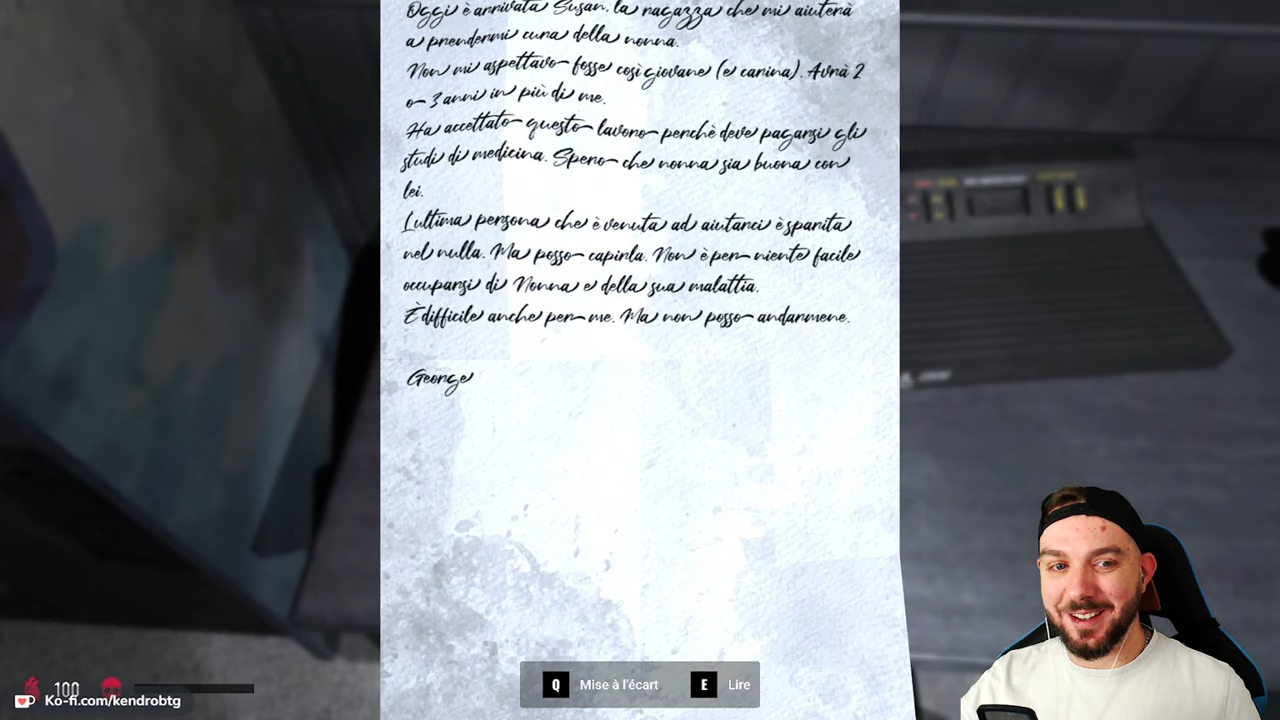 Oggi è arrivata Susan, la ragazza che mi aiuterà
a prendermi cura della nonna.
Non mi aspettavo fosse così giovane (e carina). Avrà 2
o 3 anni in più di me.
Ha accettato questo lavoro perchè deve pagarsi gli
studi di medicina. Spero che nonna sia buona con
lei.
L'ultima persona che è venuta ad aiutarci è sparita
nel nulla. Ma posso capirla. Non è per niente facile
occuparsi di Nonna e della sua malattia.
È difficile anche per me. Ma non posso andarmene.
George
Q Mise à l'écart E Lire
100
Ko-fi.com/kendrobtg